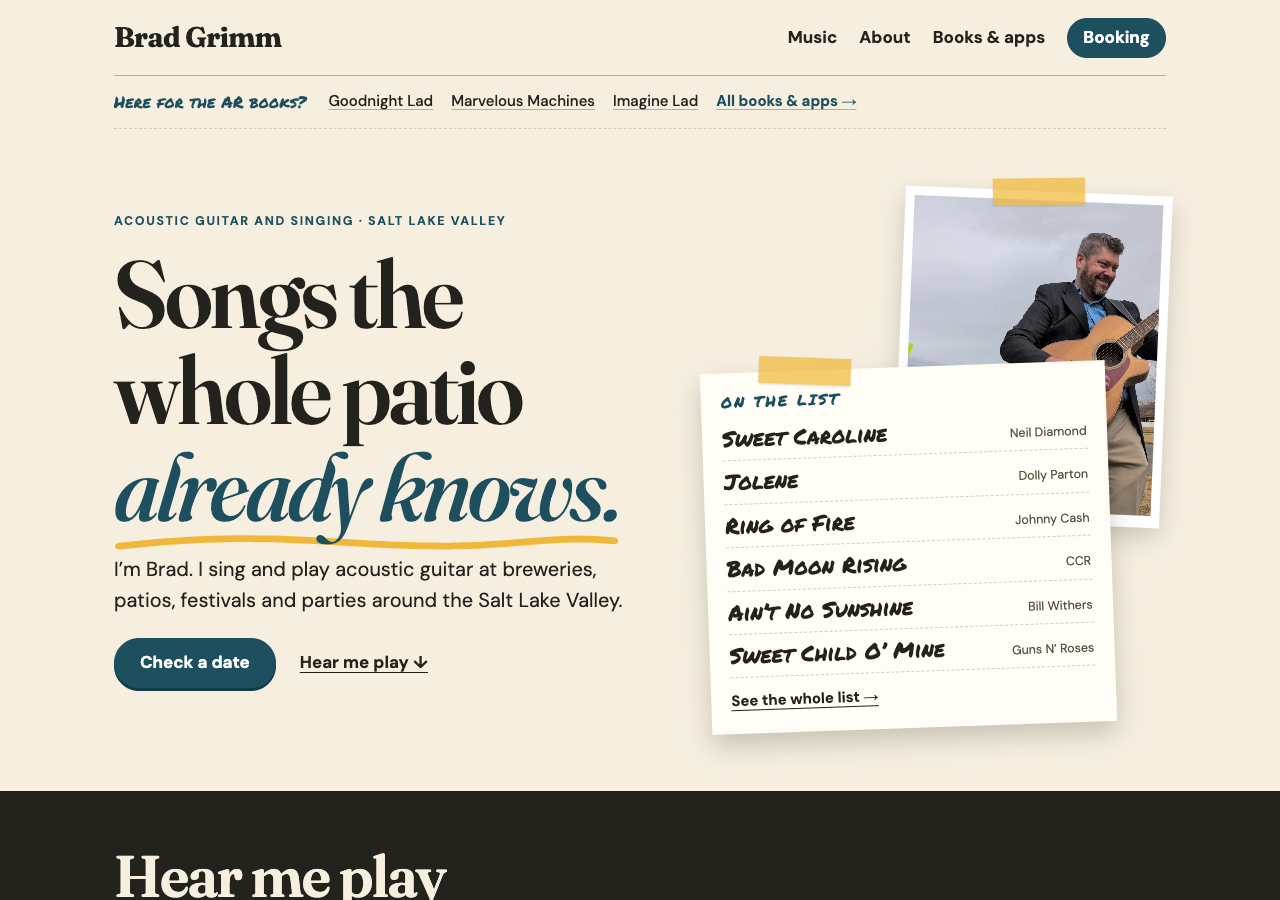 Brad Grimm
Music About Books & apps Booking
Here for the AR books? Goodnight Lad Marvelous Machines Imagine Lad All books & apps →
ACOUSTIC GUITAR AND SINGING · SALT LAKE VALLEY
Songs the
whole patio
already knows.
I’m Brad. I sing and play acoustic guitar at breweries,
patios, festivals and parties around the Salt Lake Valley.
Check a date Hear me play ↓
ON THE LIST
Sweet Caroline Neil Diamond
Jolene Dolly Parton
Ring of Fire Johnny Cash
Bad Moon Rising CCR
Ain’t No Sunshine Bill Withers
Sweet Child O’ Mine Guns N’ Roses
See the whole list →
Hear me play